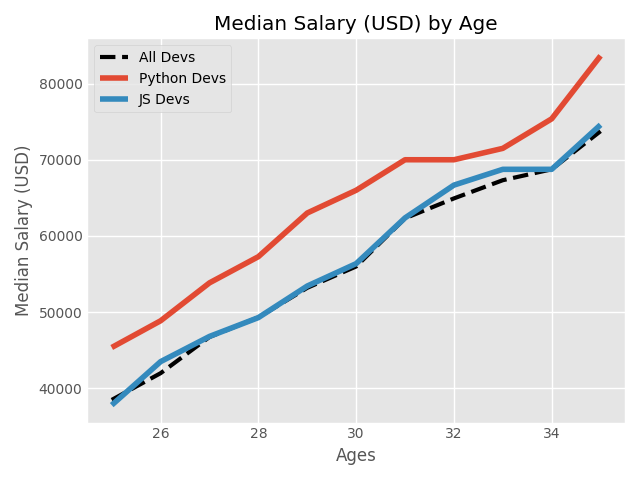 Median Salary (USD) by Age
All Devs
Python Devs
JS Devs
Median Salary (USD)
80000
70000
60000
50000
40000
26 28 30 32 34
Ages